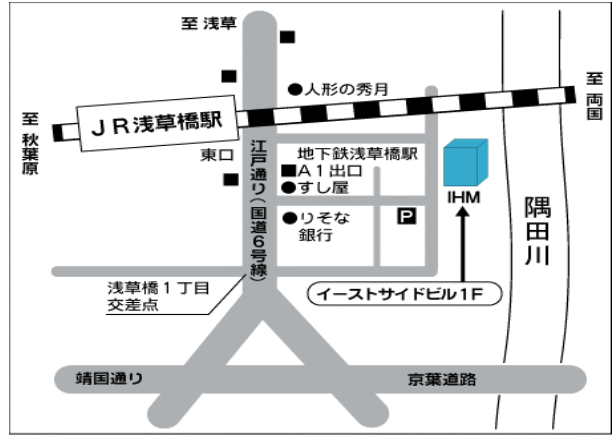 至 浅草
人形の秀月
至 両国
至 秋葉原
JR浅草橋駅
東口
江戸通り(国道6号線)
地下鉄浅草橋駅
A1出口
すし屋
りそな
銀行
P
IHM
隅田川
浅草橋1丁目
交差点
イーストサイドビル1F
靖国通り
京葉道路